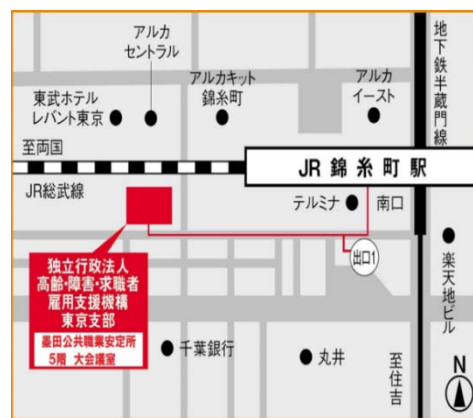 アルカ
セントラル
東武ホテル
レバント東京
アルカキット
錦糸町
アルカ
イースト
地下鉄半蔵門線
至両国
JR総武線
JR 錦糸町駅
テルミナ
南口
出口1
独立行政法人
高齢・障害・求職者
雇用支援機構
東京支部
墨田公共職業安定所
5階 大会議室
楽天地ビル
千葉銀行
丸井
至住吉
N